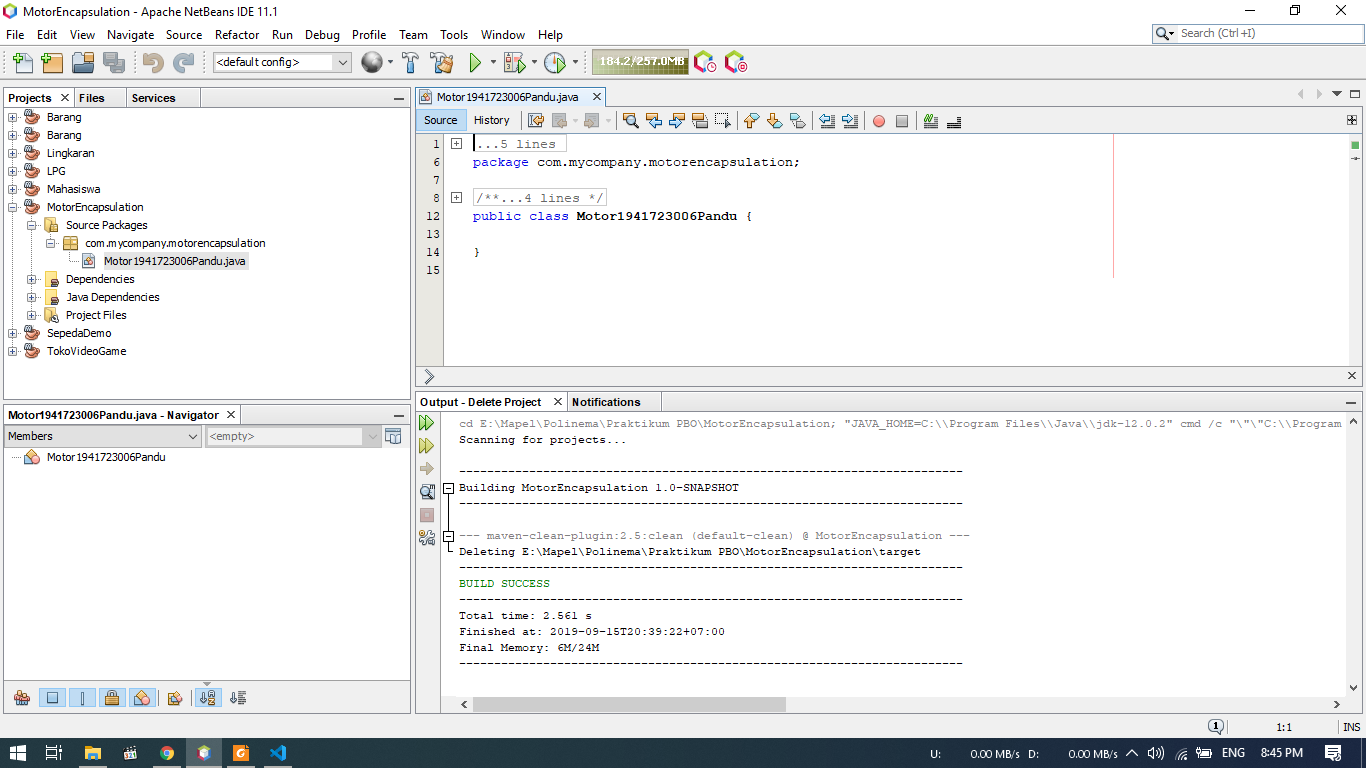 MotorEncapsulation - Apache NetBeans IDE 11.1
File Edit View Navigate Source Refactor Run Debug Profile Team Tools Window Help
Search (Ctrl+I)
<default config>
184.2/257.0MB
Projects Files Services
Barang
Barang
Lingkaran
LPG
Mahasiswa
MotorEncapsulation
Source Packages
com.mycompany.motorencapsulation
Motor1941723006Pandu.java
Dependencies
Java Dependencies
Project Files
SepedaDemo
TokoVideoGame
Motor1941723006Pandu.java - Navigator
Members
<empty>
Motor1941723006Pandu
Motor1941723006Pandu.java
Source History
1 ...5 lines
6 package com.mycompany.motorencapsulation;
7
8 /**...4 lines */
12 public class Motor1941723006Pandu {
13
14 }
15
Output - Delete Project Notifications
cd E:\Mapel\Polinema\Praktikum PBO\MotorEncapsulation; "JAVA_HOME=C:\\Program Files\\Java\\jdk-12.0.2" cmd /c "\"\"C:\\Program
Scanning for projects...
------------------------------------------------------------------------
Building MotorEncapsulation 1.0-SNAPSHOT
------------------------------------------------------------------------
--- maven-clean-plugin:2.5:clean (default-clean) @ MotorEncapsulation ---
Deleting E:\Mapel\Polinema\Praktikum PBO\MotorEncapsulation\target
------------------------------------------------------------------------
BUILD SUCCESS
------------------------------------------------------------------------
Total time: 2.561 s
Finished at: 2019-09-15T20:39:22+07:00
Final Memory: 6M/24M
------------------------------------------------------------------------
1 1:1 INS
U: 0.00 MB/s D: 0.00 MB/s ENG 8:45 PM